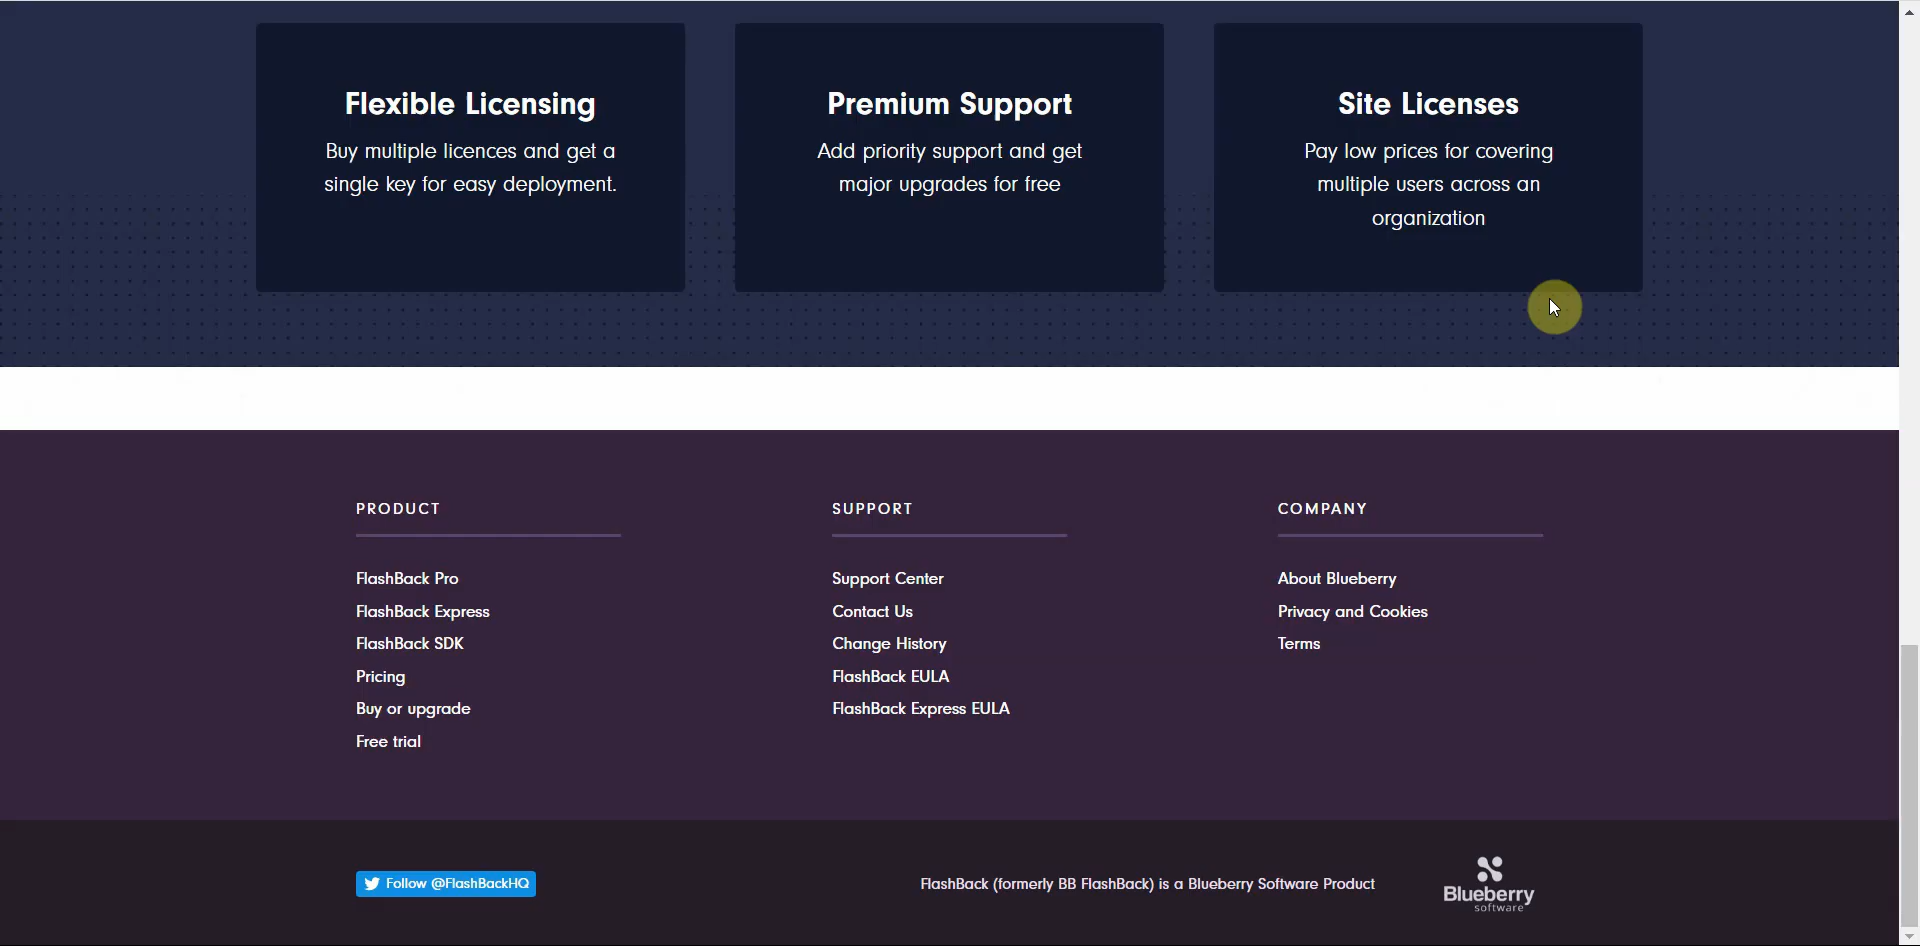 Flexible Licensing
Buy multiple licences and get a
single key for easy deployment.
Premium Support
Add priority support and get
major upgrades for free
Site Licenses
Pay low prices for covering
multiple users across an
organization
PRODUCT
FlashBack Pro
FlashBack Express
FlashBack SDK
Pricing
Buy or upgrade
Free trial
SUPPORT
Support Center
Contact Us
Change History
FlashBack EULA
FlashBack Express EULA
COMPANY
About Blueberry
Privacy and Cookies
Terms
Follow @FlashBackHQ
FlashBack (formerly BB FlashBack) is a Blueberry Software Product
Blueberry
software